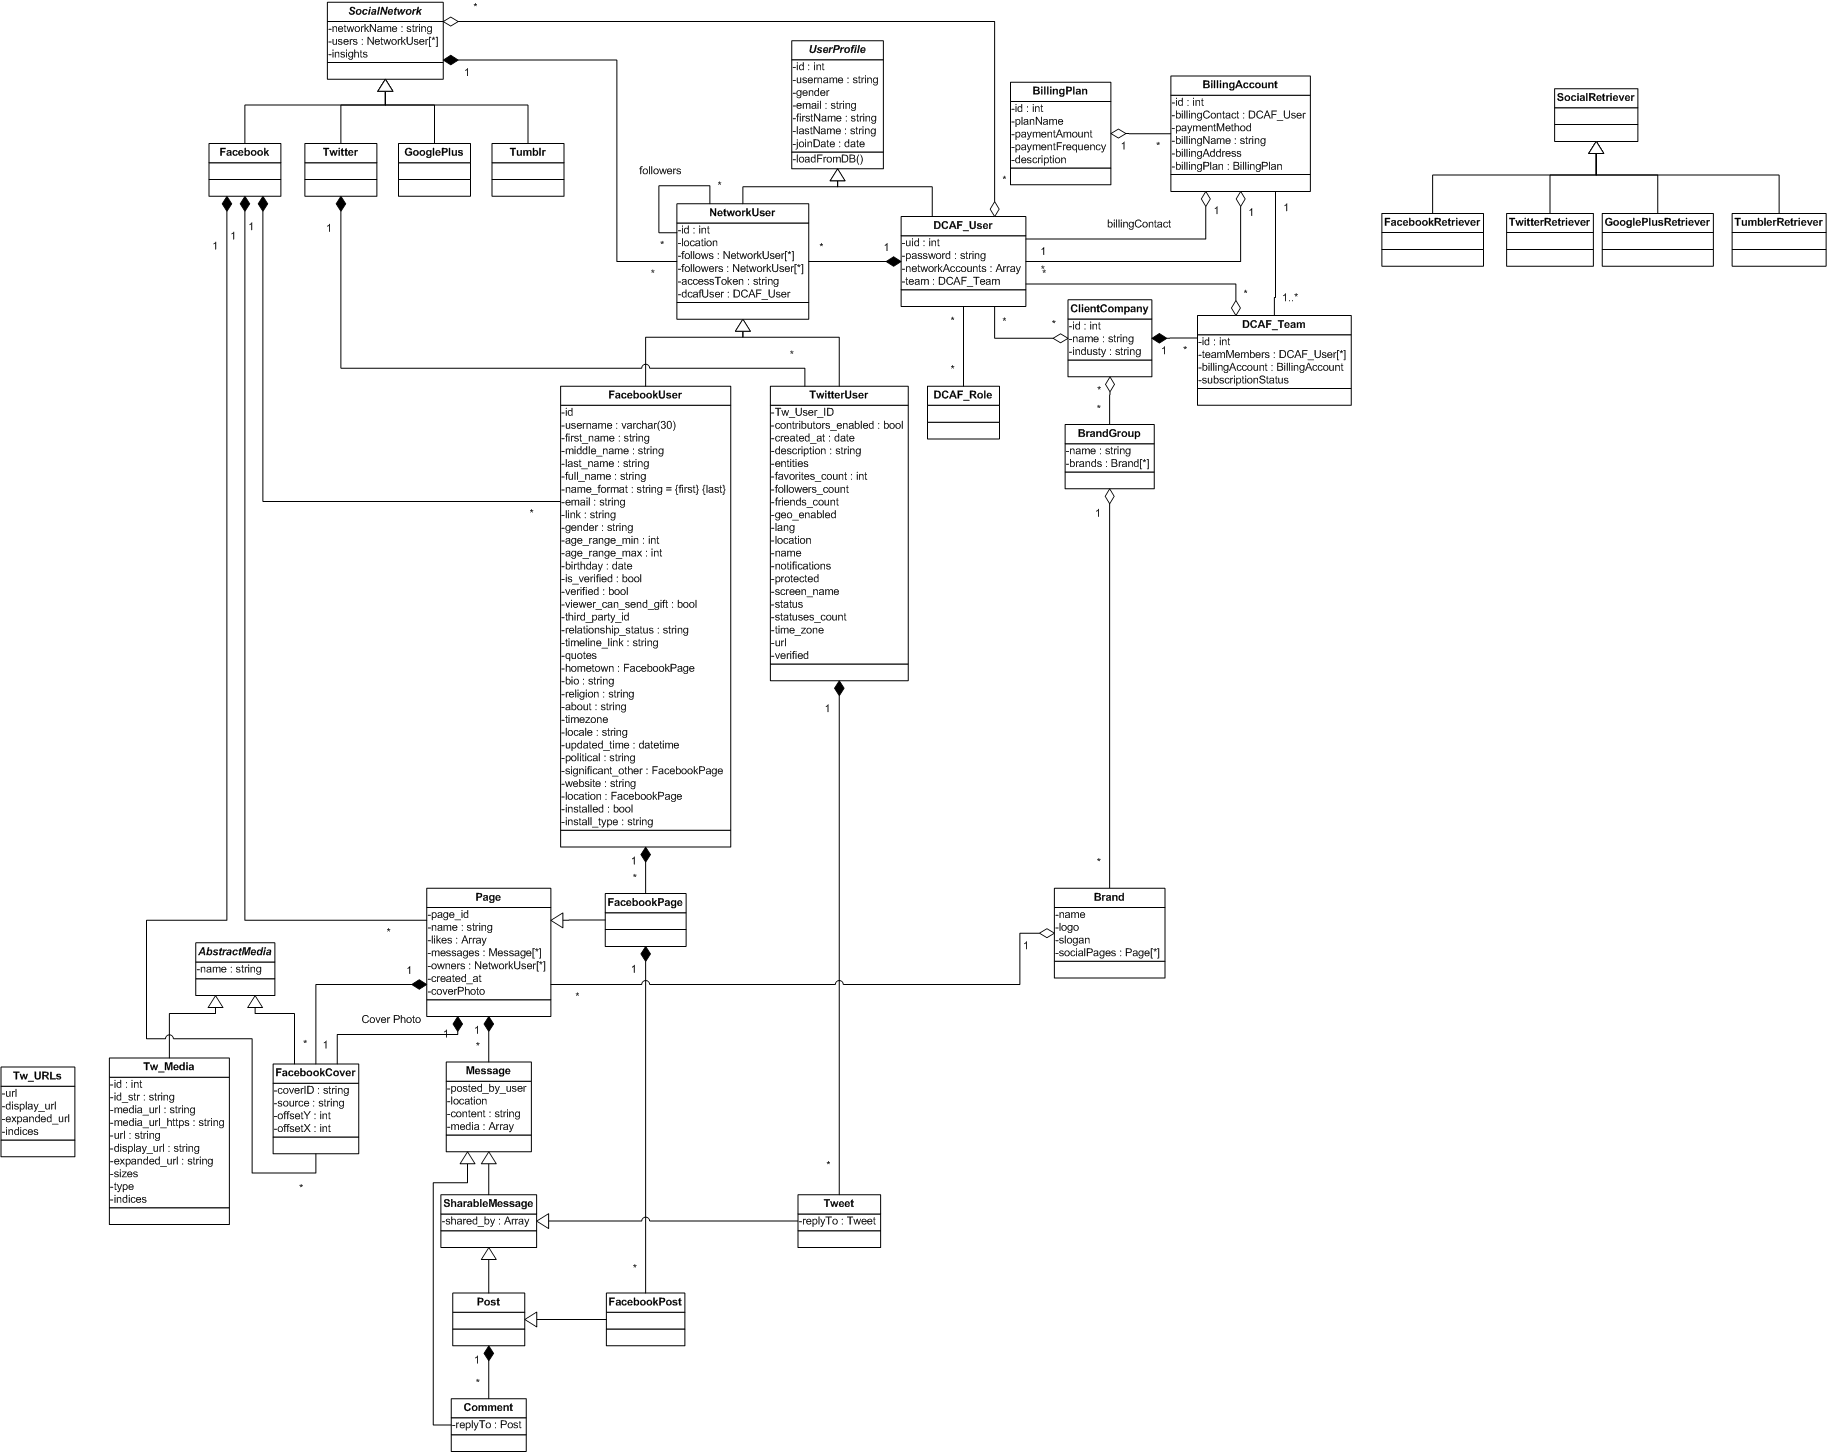 SocialNetwork
-networkName : string
-users : NetworkUser[*]
-insights
*
1
UserProfile
-id : int
-username : string
-gender
-email : string
-firstName : string
-lastName : string
-joinDate : date
-loadFromDB()
BillingPlan
-id : int
-planName
-paymentAmount
-paymentFrequency
-description
1
*
BillingAccount
-id : int
-billingContact : DCAF_User
-paymentMethod
-billingName : string
-billingAddress
-billingPlan : BillingPlan
SocialRetriever
Facebook
Twitter
GooglePlus
Tumblr
FacebookRetriever
TwitterRetriever
GooglePlusRetriever
TumblerRetriever
followers
*
*
NetworkUser
-id : int
-location
-follows : NetworkUser[*]
-followers : NetworkUser[*]
-accessToken : string
-dcafUser : DCAF_User
*
*
1
*
DCAF_User
-uid : int
-password : string
-networkAccounts : Array
-team : DCAF_Team
billingContact
1
1
1
1
*
*
*
1..*
1
1
1
1
ClientCompany
-id : int
-name : string
-industy : string
*
*
1
*
DCAF_Team
-id : int
-teamMembers : DCAF_User[*]
-billingAccount : BillingAccount
-subscriptionStatus
*
*
DCAF_Role
*
*
BrandGroup
-name : string
-brands : Brand[*]
1
*
*
FacebookUser
-id
-username : varchar(30)
-first_name : string
-middle_name : string
-last_name : string
-full_name : string
-name_format : string = {first} {last}
-email : string
-link : string
-gender : string
-age_range_min : int
-age_range_max : int
-birthday : date
-is_verified : bool
-verified : bool
-viewer_can_send_gift : bool
-third_party_id
-relationship_status : string
-timeline_link : string
-quotes
-hometown : FacebookPage
-bio : string
-religion : string
-about : string
-timezone
-locale : string
-updated_time : datetime
-political : string
-significant_other : FacebookPage
-website : string
-location : FacebookPage
-installed : bool
-install_type : string
*
TwitterUser
-Tw_User_ID
-contributors_enabled : bool
-created_at : date
-description : string
-entities
-favorites_count : int
-followers_count
-friends_count
-geo_enabled
-lang
-location
-name
-notifications
-protected
-screen_name
-status
-statuses_count
-time_zone
-url
-verified
1
1
*
Page
-page_id
-name : string
-likes : Array
-messages : Message[*]
-owners : NetworkUser[*]
-created_at
-coverPhoto
*
1
FacebookPage
1
Brand
-name
-logo
-slogan
-socialPages : Page[*]
1
*
AbstractMedia
-name : string
Cover Photo
1
1
*
*
1
Tw_URLs
-url
-display_url
-expanded_url
-indices
Tw_Media
-id : int
-id_str : string
-media_url : string
-media_url_https : string
-url : string
-display_url : string
-expanded_url : string
-sizes
-type
-indices
FacebookCover
-coverID : string
-source : string
-offsetY : int
-offsetX : int
*
Message
-posted_by_user
-location
-content : string
-media : Array
SharableMessage
-shared_by : Array
*
Tweet
-replyTo : Tweet
*
Post
FacebookPost
1
*
Comment
-replyTo : Post